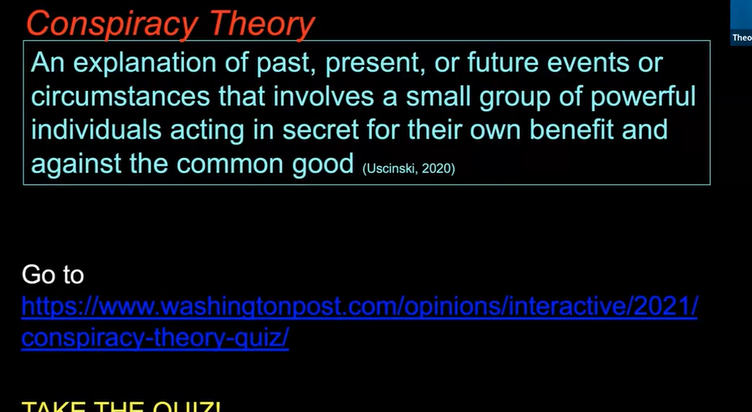 Conspiracy Theory
Theo
An explanation of past, present, or future events or
circumstances that involves a small group of powerful
individuals acting in secret for their own benefit and
against the common good (Uscinski, 2020)
Go to
https://www.washingtonpost.com/opinions/interactive/2021/
conspiracy-theory-quiz/
TAKE THE QUIZ!